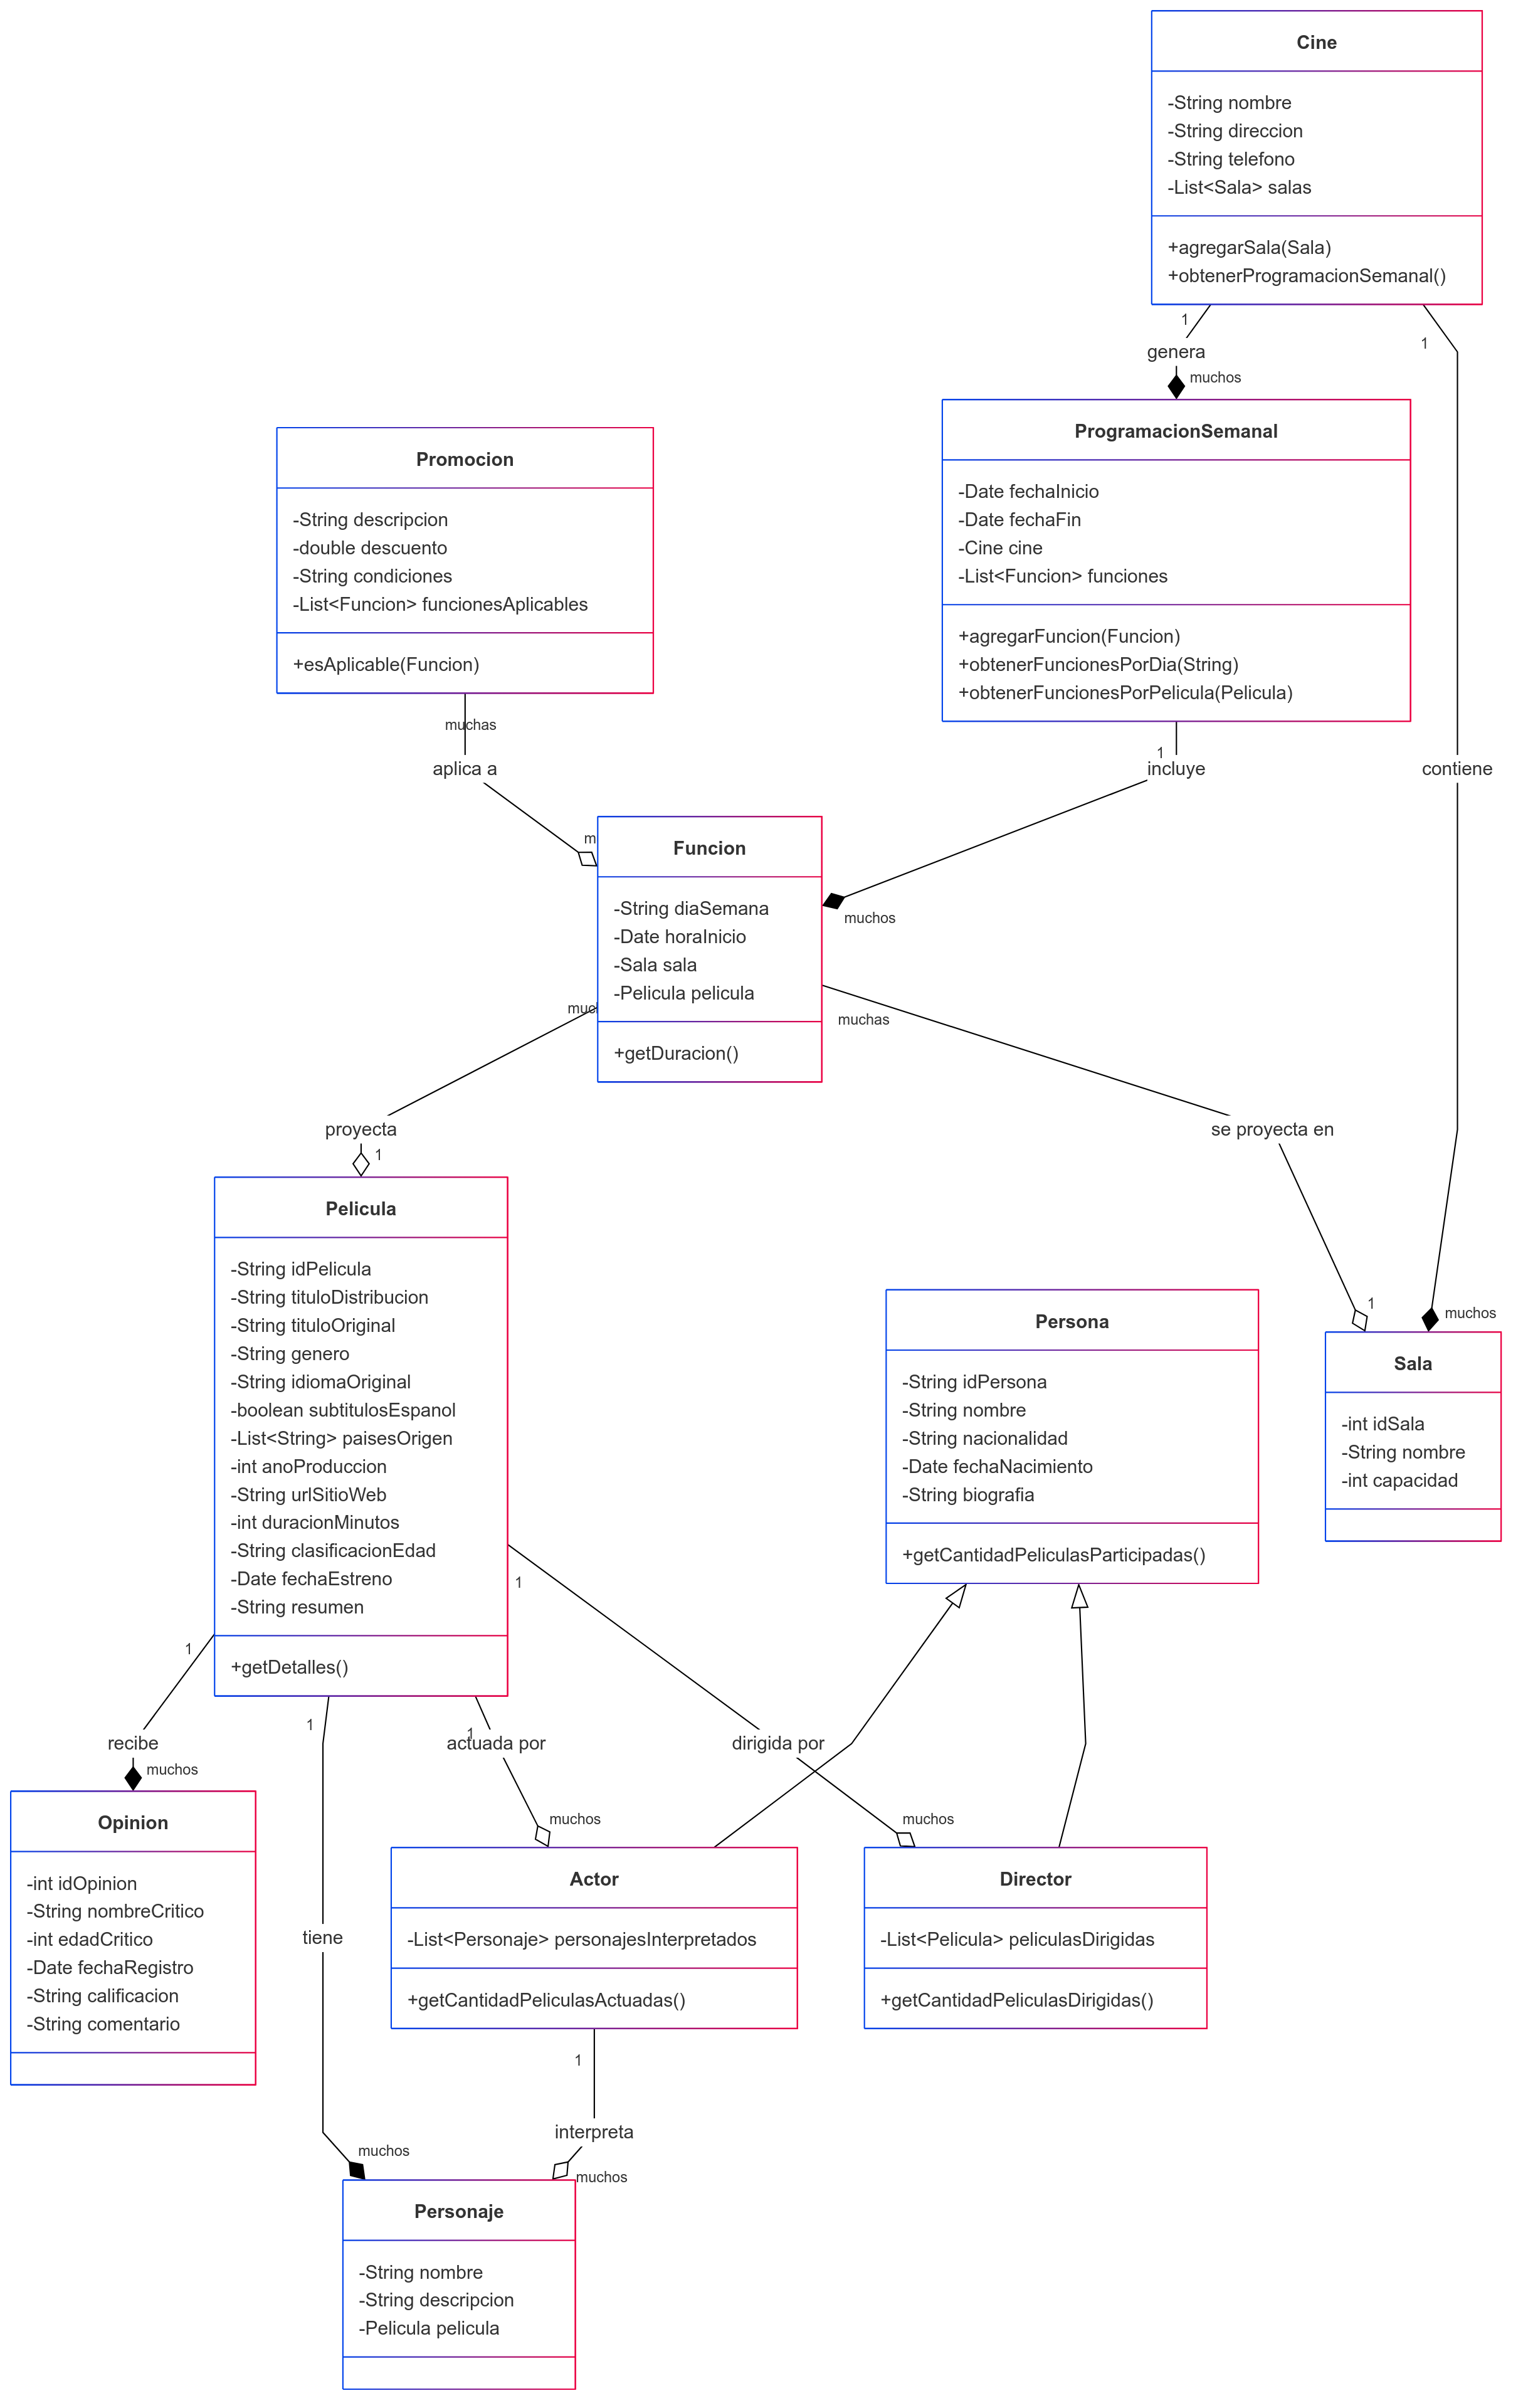 Cine
-String nombre
-String direccion
-String telefono
-List<Sala> salas
+agregarSala(Sala)
+obtenerProgramacionSemanal()
1
1
genera
muchos
Promocion
-String descripcion
-double descuento
-String condiciones
-List<Funcion> funcionesAplicables
+esAplicable(Funcion)
ProgramacionSemanal
-Date fechaInicio
-Date fechaFin
-Cine cine
-List<Funcion> funciones
+agregarFuncion(Funcion)
+obtenerFuncionesPorDia(String)
+obtenerFuncionesPorPelicula(Pelicula)
muchas
aplica a
1
incluye
contiene
Funcion
-String diaSemana
-Date horaInicio
-Sala sala
-Pelicula pelicula
+getDuracion()
muchos
muchas
proyecta
1
se proyecta en
Pelicula
-String idPelicula
-String tituloDistribucion
-String tituloOriginal
-String genero
-String idiomaOriginal
-boolean subtitulosEspanol
-List<String> paisesOrigen
-int anoProduccion
-String urlSitioWeb
-int duracionMinutos
-String clasificacionEdad
-Date fechaEstreno
-String resumen
+getDetalles()
Persona
-String idPersona
-String nombre
-String nacionalidad
-Date fechaNacimiento
-String biografia
+getCantidadPeliculasParticipadas()
1
muchos
Sala
-int idSala
-String nombre
-int capacidad
1
1
1
1
recibe
actuada por
dirigida por
muchos
muchos
muchos
Opinion
-int idOpinion
-String nombreCritico
-int edadCritico
-Date fechaRegistro
-String calificacion
-String comentario
tiene
Actor
-List<Personaje> personajesInterpretados
+getCantidadPeliculasActuadas()
Director
-List<Pelicula> peliculasDirigidas
+getCantidadPeliculasDirigidas()
1
interpreta
muchos
muchos
Personaje
-String nombre
-String descripcion
-Pelicula pelicula